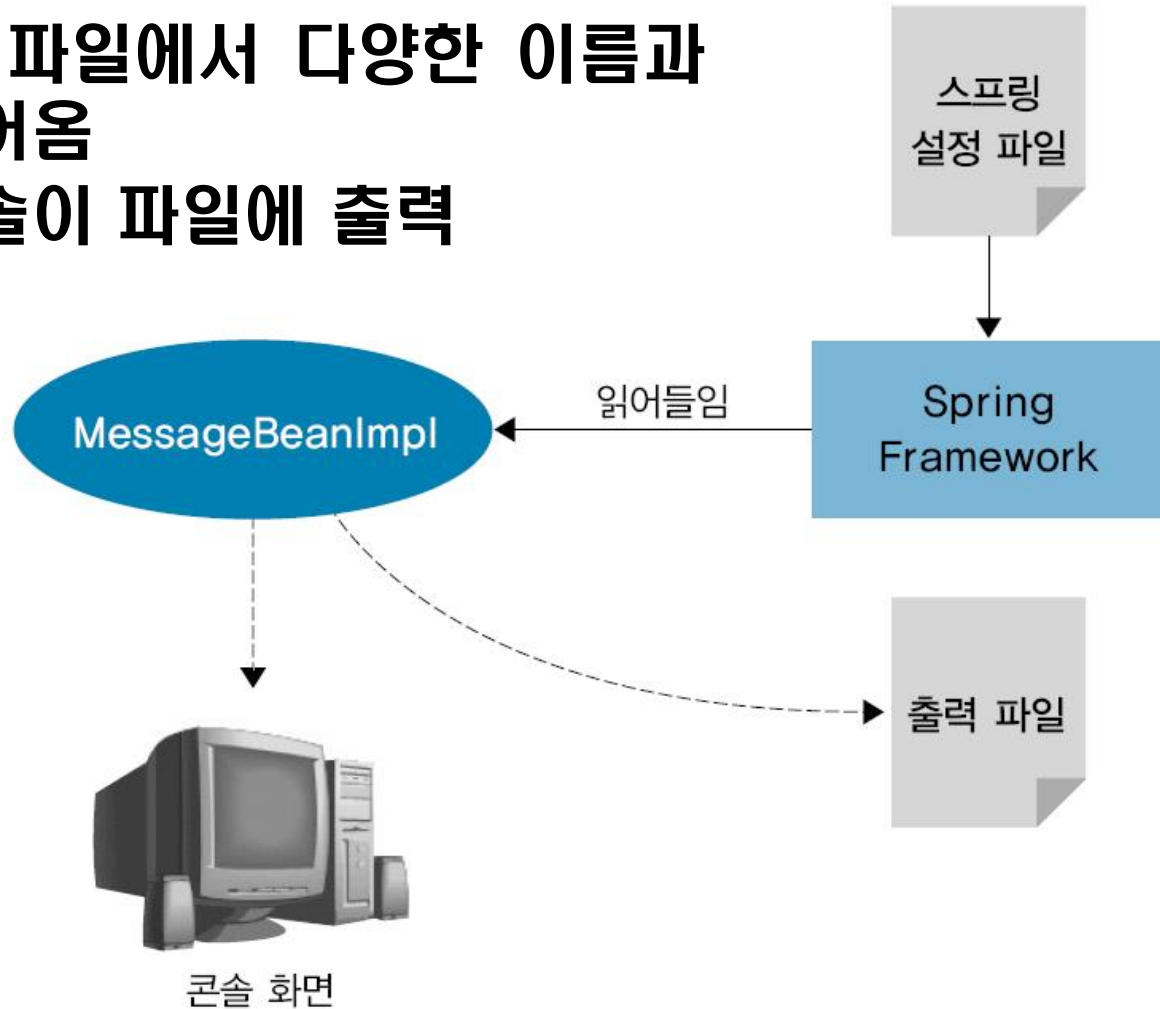 파일에서 다양한 이름과
어옴
솔이 파일에 출력
스프링
설정 파일
MessageBeanImpl
읽어들임
Spring
Framework
출력 파일
콘솔 화면